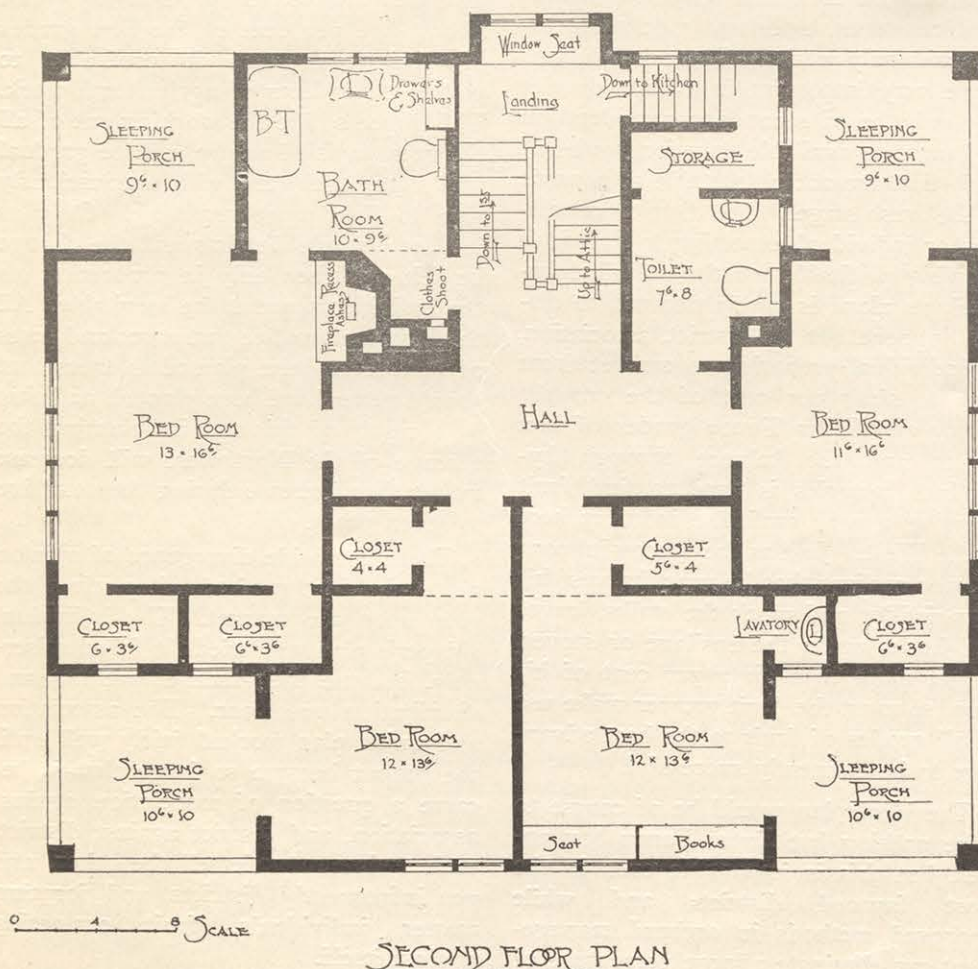 Window Seat
SLEEPING
PORCH
9⁶ × 10
B-T
Drawers
& Shelves
BATH
ROOM
10 × 9⁶
Landing
Down to Kitchen
STORAGE
SLEEPING
PORCH
9⁶ × 10
Down to 1st
Up to Attic
TOILET
7⁶ × 8
Fireplace Recess
Ashes
Clothes
Shoot
BED ROOM
13 × 16⁶
HALL
BED ROOM
11⁶ × 16⁶
CLOSET
4 × 4
CLOSET
5⁶ × 4
CLOSET
6 × 3⁶
CLOSET
6⁶ × 3⁶
LAVATORY
L
CLOSET
6⁶ × 3⁶
BED ROOM
12 × 13⁶
BED ROOM
12 × 13⁶
SLEEPING
PORCH
10⁶ × 10
SLEEPING
PORCH
10⁶ × 10
Seat
Books
0 4 8 SCALE
SECOND FLOOR PLAN